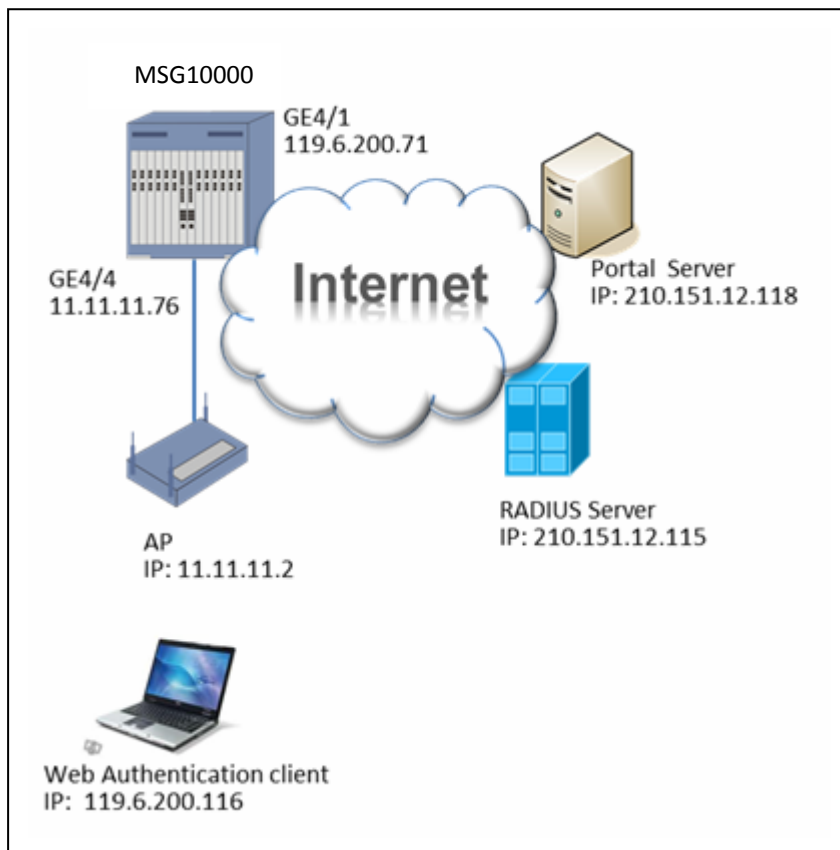 MSG10000
GE4/1
119.6.200.71
GE4/4
11.11.11.76
Internet
Portal Server
IP: 210.151.12.118
RADIUS Server
IP: 210.151.12.115
AP
IP: 11.11.11.2
Web Authentication client
IP: 119.6.200.116